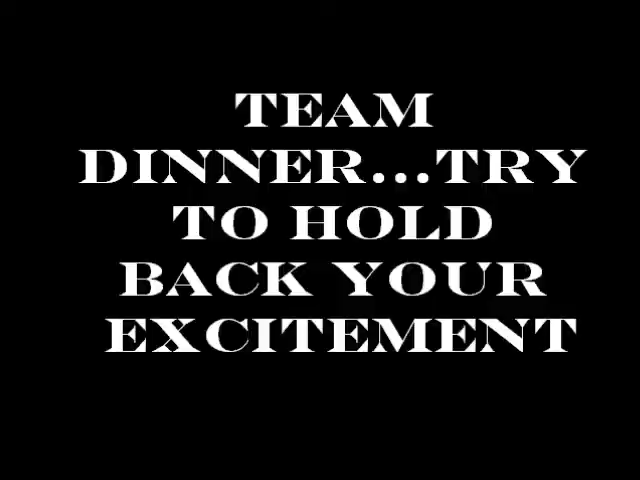 TEAM
DINNER...TRY
TO HOLD
BACK YOUR
EXCITEMENT